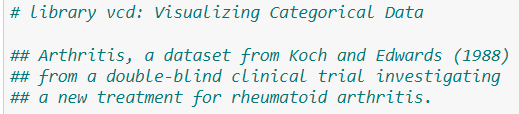 # library vcd: Visualizing Categorical Data
## Arthritis, a dataset from Koch and Edwards (1988)
## from a double-blind clinical trial investigating
## a new treatment for rheumatoid arthritis.